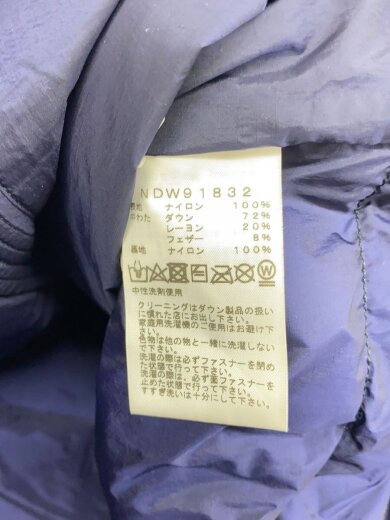 NDW91832
表地 ナイロン 100%
中わた ダウン 72%
レーヨン 20%
フェザー 8%
裏地 ナイロン 100%
中性洗剤使用
クリーニングはダウン製品の扱い
に慣れた店にお出し下さい。
家庭用洗濯機のご使用はお避け下
さい。
色物は他の物と一緒に洗濯しない
で下さい。
洗濯の際は必ずファスナーを閉め
た状態で行って下さい。
洗濯の際は、必ず面ファスナーを
止めた状態で行って下さい。
すすぎ洗いは十分にして下さい。